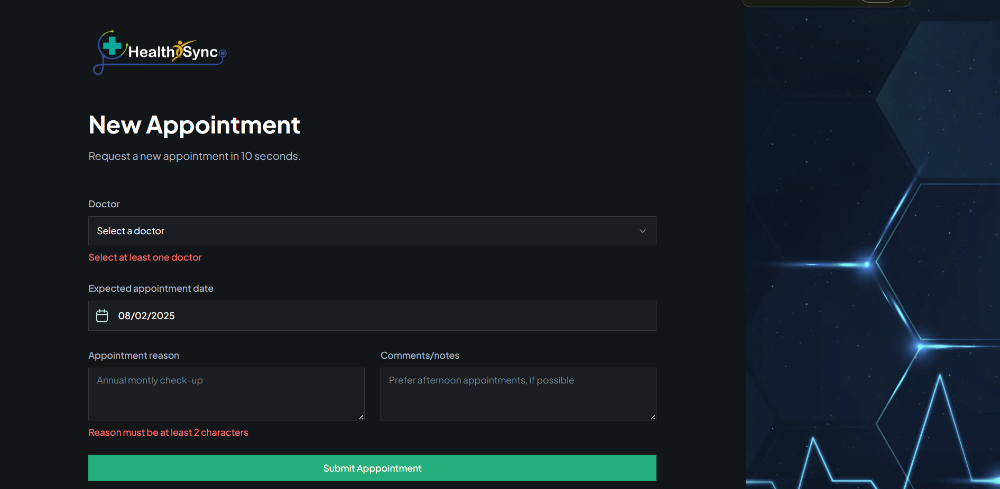 HealthSync
New Appointment
Request a new appointment in 10 seconds.
Doctor
Select a doctor
Select at least one doctor
Expected appointment date
08/02/2025
Appointment reason
Comments/notes
Annual montly check-up
Prefer afternoon appointments, if possible
Reason must be at least 2 characters
Submit Apppointment